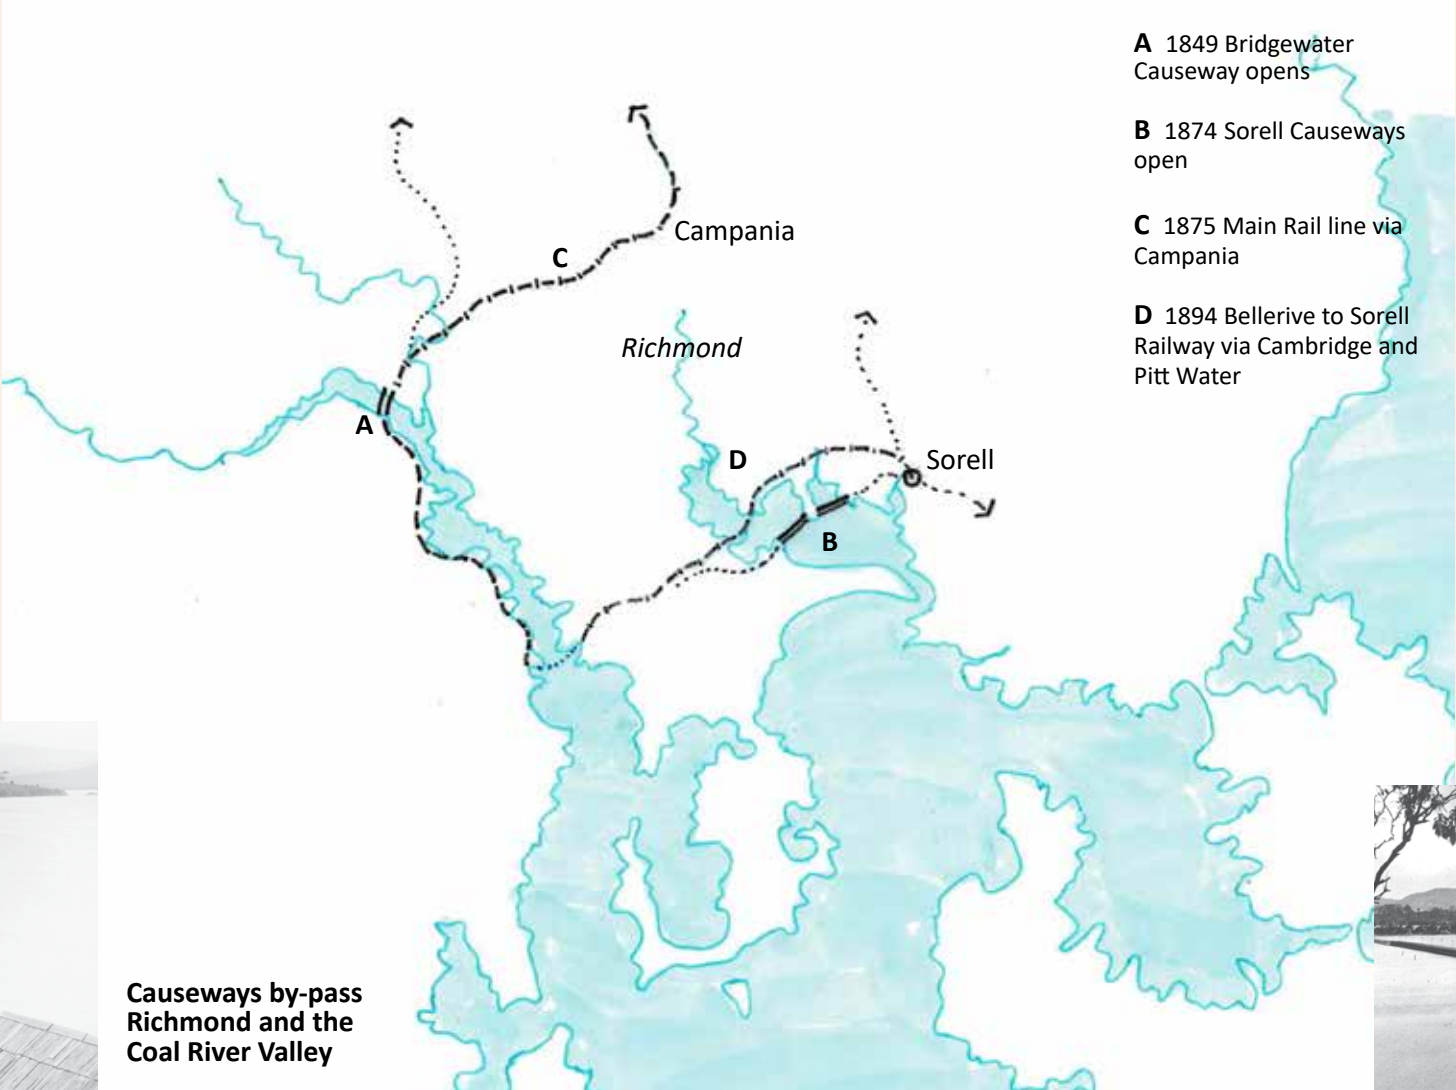 A 1849 Bridgewater
Causeway opens
B 1874 Sorell Causeways
open
C 1875 Main Rail line via
Campania
D 1894 Bellerive to Sorell
Railway via Cambridge and
Pitt Water
Campania
C
Richmond
A
D
Sorell
B
Causeways by-pass
Richmond and the
Coal River Valley